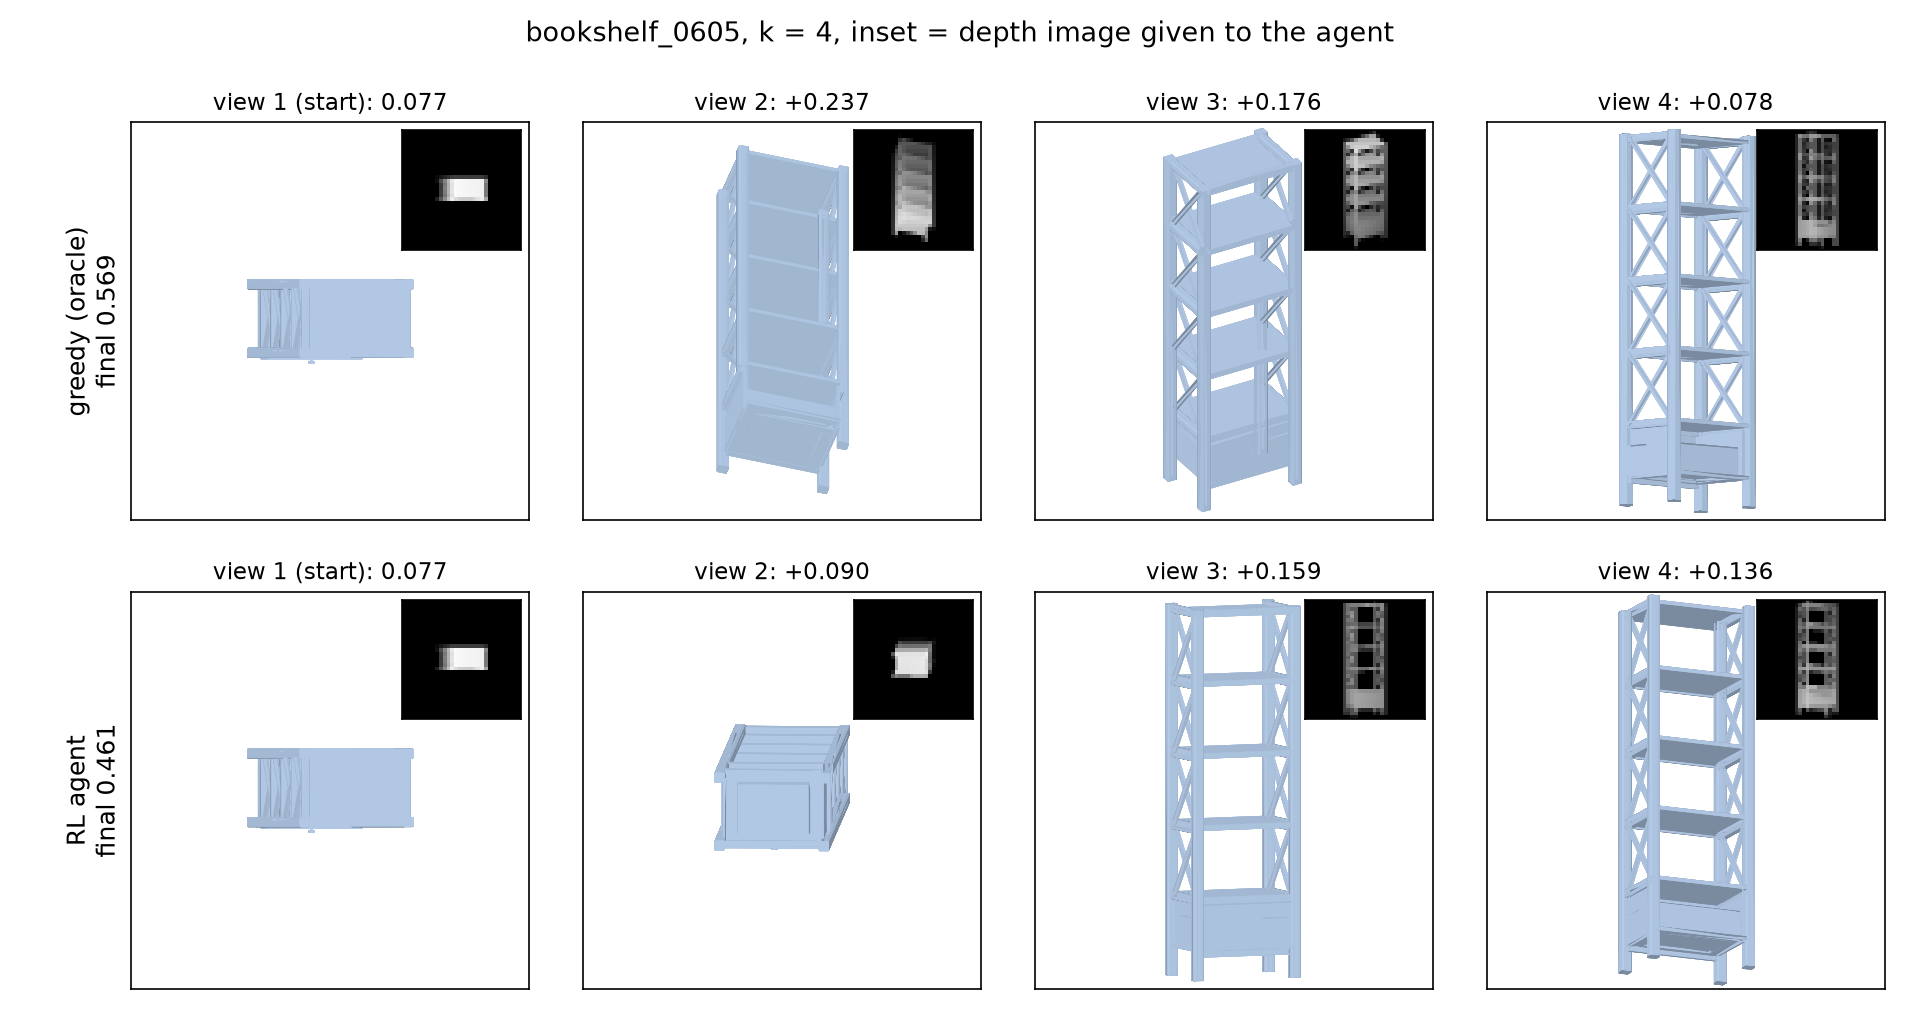 bookshelf_0605, k = 4, inset = depth image given to the agent
greedy (oracle)
final 0.569
view 1 (start): 0.077
view 2: +0.237
view 3: +0.176
view 4: +0.078
RL agent
final 0.461
view 1 (start): 0.077
view 2: +0.090
view 3: +0.159
view 4: +0.136